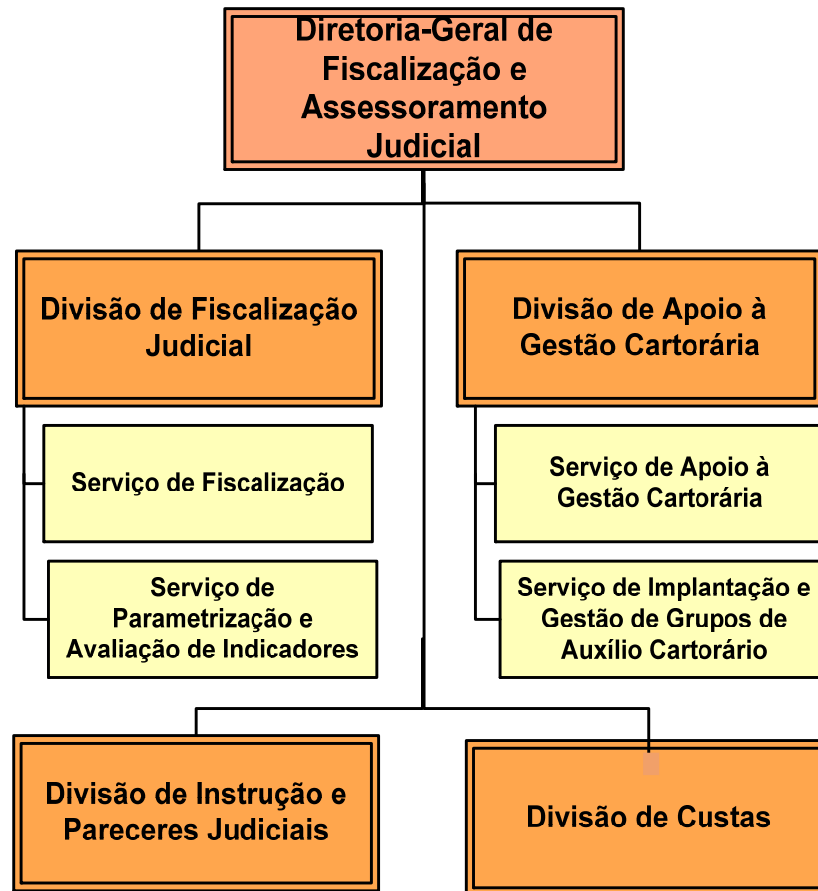 Diretoria-Geral de
Fiscalização e
Assessoramento
Judicial
Divisão de Fiscalização
Judicial
Divisão de Apoio à
Gestão Cartorária
Serviço de Fiscalização
Serviço de Apoio à
Gestão Cartorária
Serviço de
Parametrização e
Avaliação de Indicadores
Serviço de Implantação e
Gestão de Grupos de
Auxílio Cartorário
Divisão de Instrução e
Pareceres Judiciais
Divisão de Custas